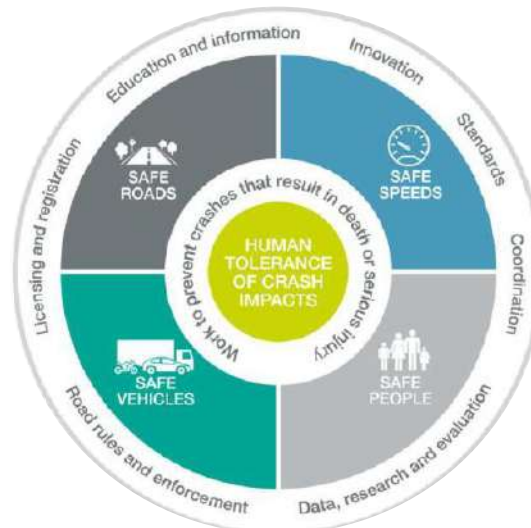 Education and information
Innovation
Standards
Coordination
Data, research and evaluation
Road rules and enforcement
Licensing and registration
SAFE
ROADS
SAFE
SPEEDS
SAFE
PEOPLE
SAFE
VEHICLES
Work to prevent crashes that result in death or serious injury
HUMAN
TOLERANCE
OF CRASH
IMPACTS